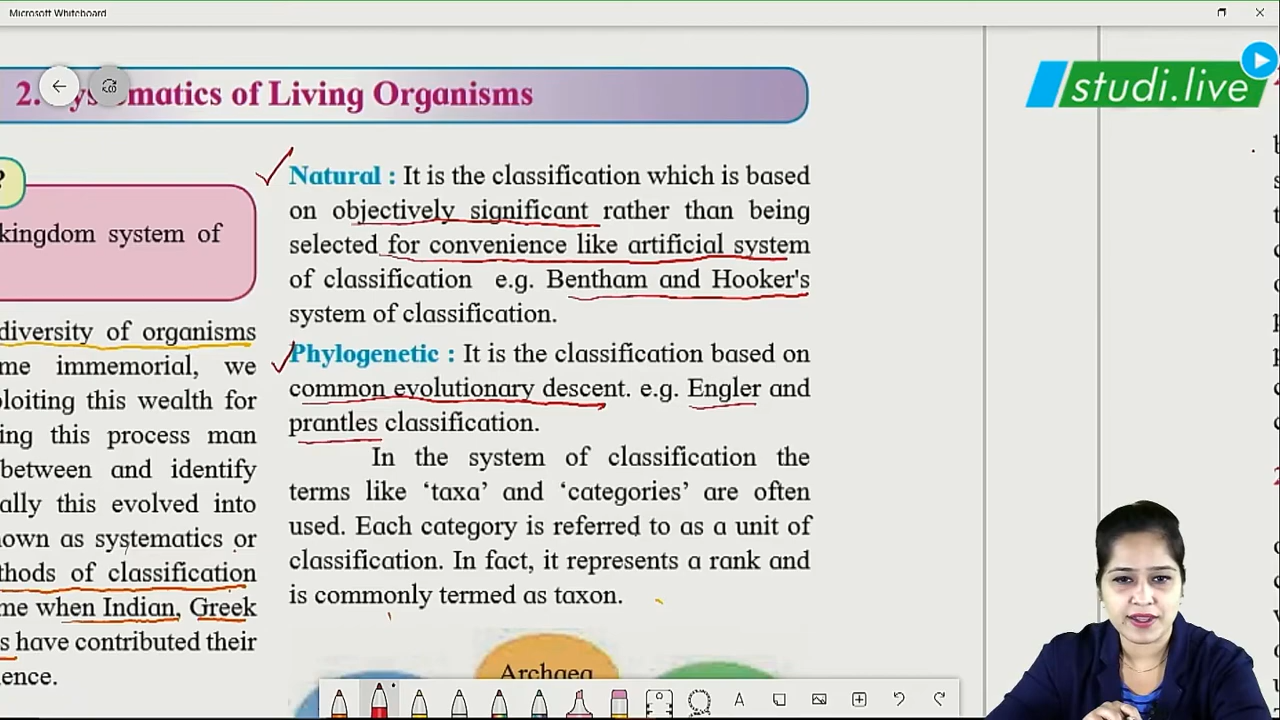 Microsoft Whiteboard
studi.live
2. Systematics of Living Organisms
?
kingdom system of
diversity of organisms
me immemorial, we
loiting this wealth for
ing this process man
between and identify
ally this evolved into
own as systematics or
thods of classification
me when Indian, Greek
s have contributed their
ence.
Natural : It is the classification which is based
on objectively significant rather than being
selected for convenience like artificial system
of classification e.g. Bentham and Hooker's
system of classification.
Phylogenetic : It is the classification based on
common evolutionary descent. e.g. Engler and
prantles classification.
In the system of classification the
terms like ‘taxa’ and ‘categories’ are often
used. Each category is referred to as a unit of
classification. In fact, it represents a rank and
is commonly termed as taxon.
Archaea